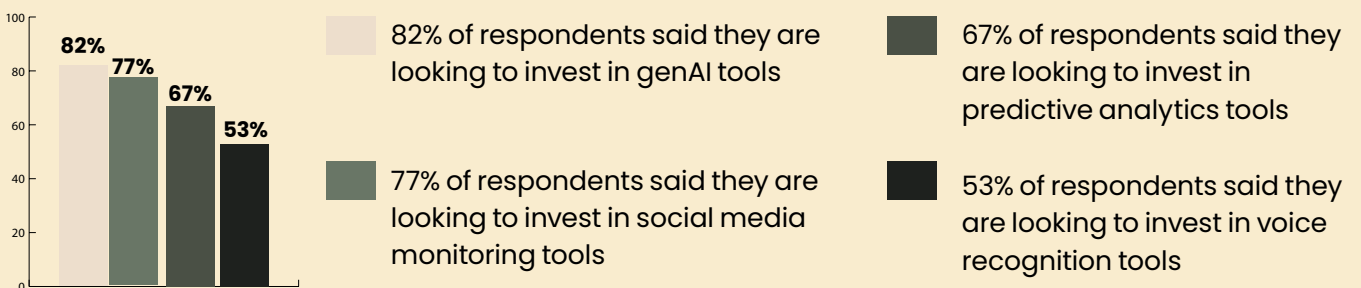 100
80
60
40
20
0
82%
77%
67%
53%
82% of respondents said they are
looking to invest in genAI tools
77% of respondents said they are
looking to invest in social media
monitoring tools
67% of respondents said they
are looking to invest in
predictive analytics tools
53% of respondents said they
are looking to invest in voice
recognition tools